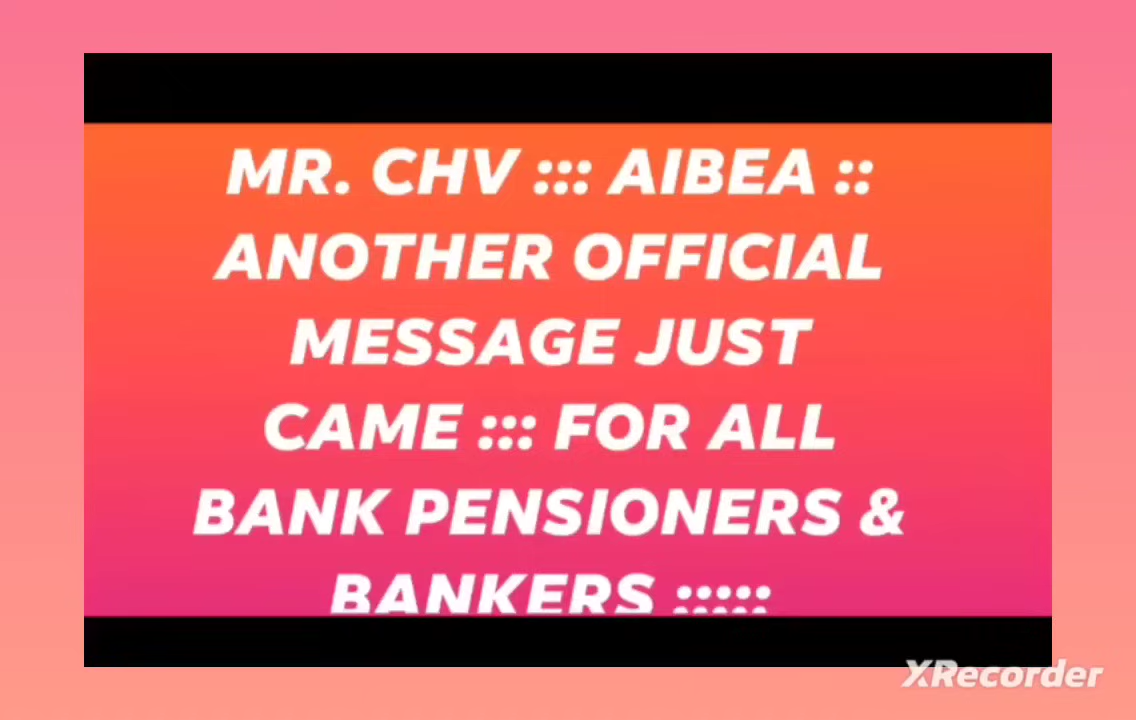 MR. CHV ::: AIBEA ::
ANOTHER OFFICIAL
MESSAGE JUST
CAME ::: FOR ALL
BANK PENSIONERS &
BANKERS :::::
XRecorder